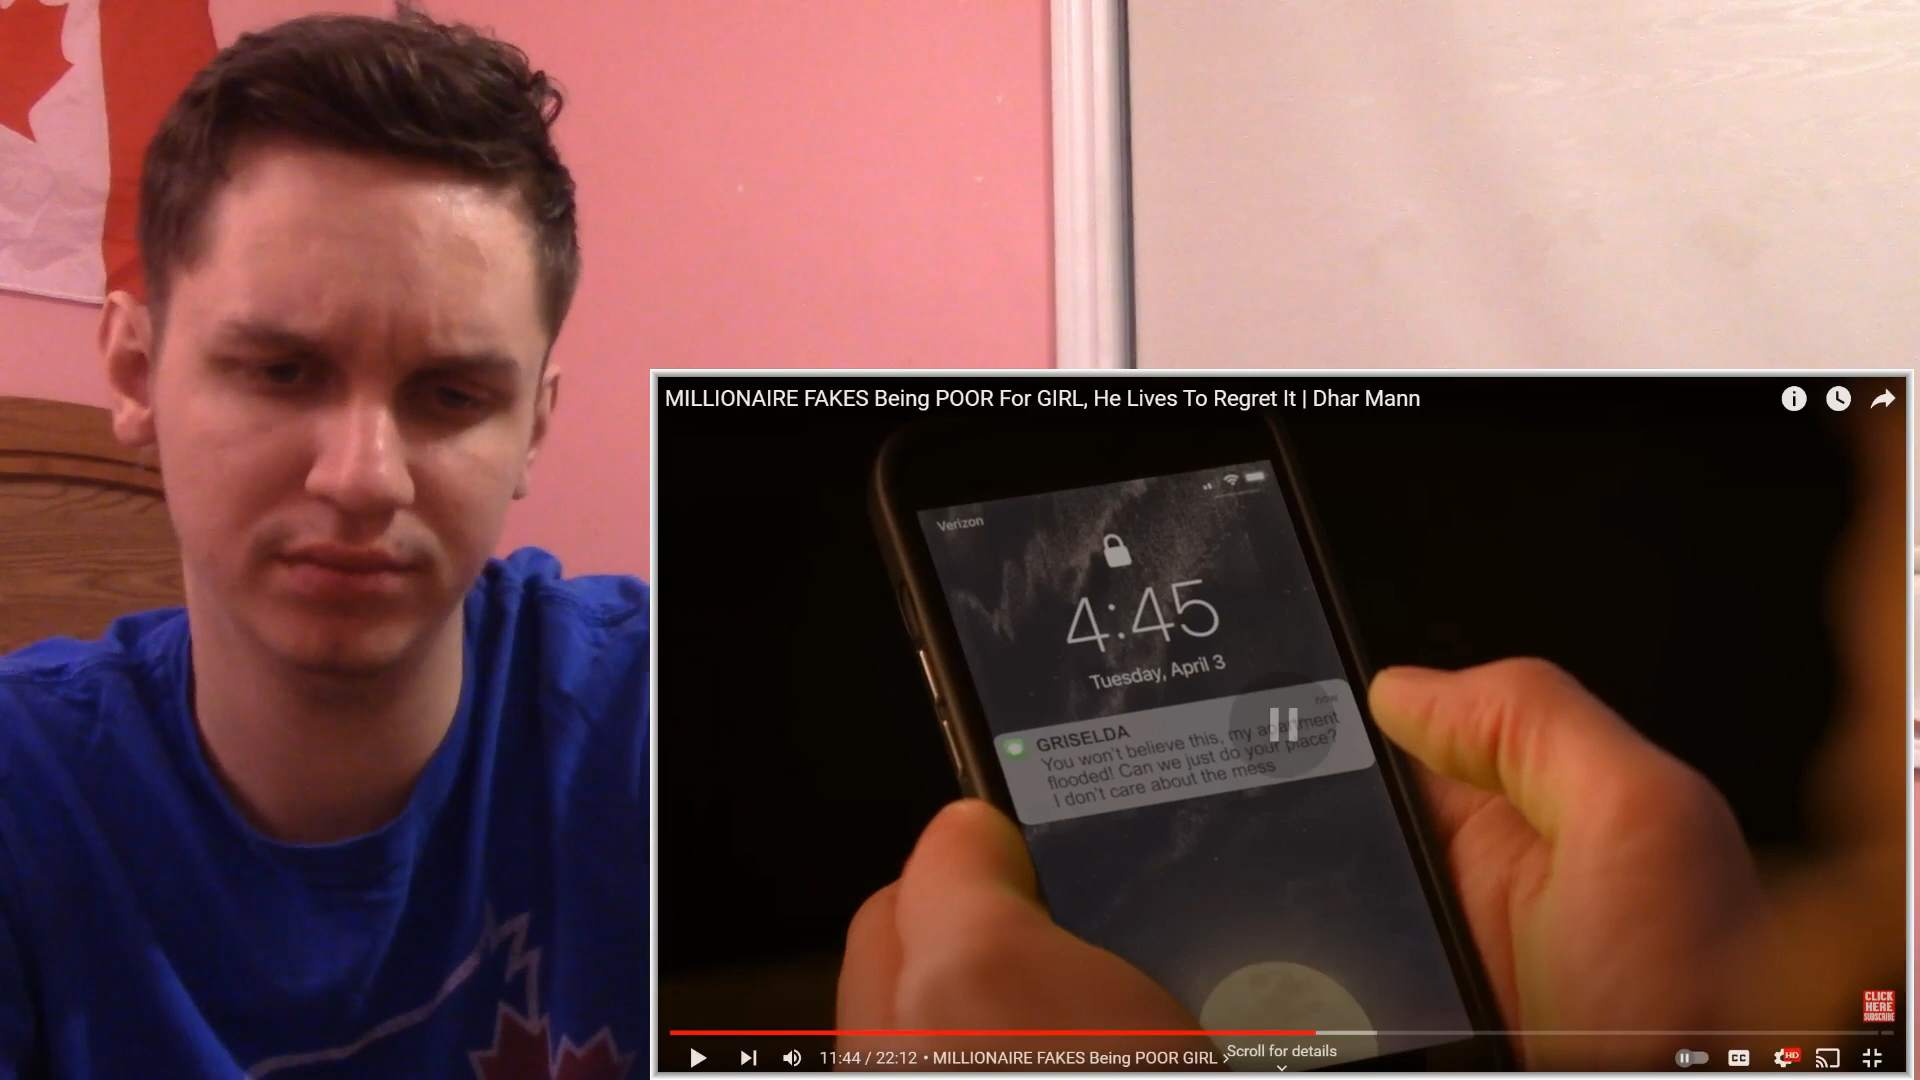 MILLIONAIRE FAKES Being POOR For GIRL, He Lives To Regret It | Dhar Mann
Verizon
4:45
Tuesday, April 3
now
GRISELDA
You won't believe this, my apartment
flooded! Can we just do your place?
I don't care about the mess
CLICK
HERE
SUBSCRIBE
11:44 / 22:12 • MILLIONAIRE FAKES Being POOR GIRL ›
Scroll for details
CC
HD